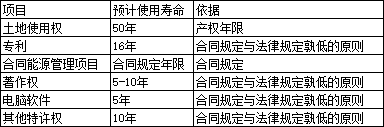 项目 预计使用寿命 依据
土地使用权 50年 产权年限
专利 16年 合同规定与法律规定孰低的原则
合同能源管理项目 合同规定年限 合同规定
著作权 5-10年 合同规定与法律规定孰低的原则
电脑软件 5年 合同规定与法律规定孰低的原则
其他特许权 10年 合同规定与法律规定孰低的原则